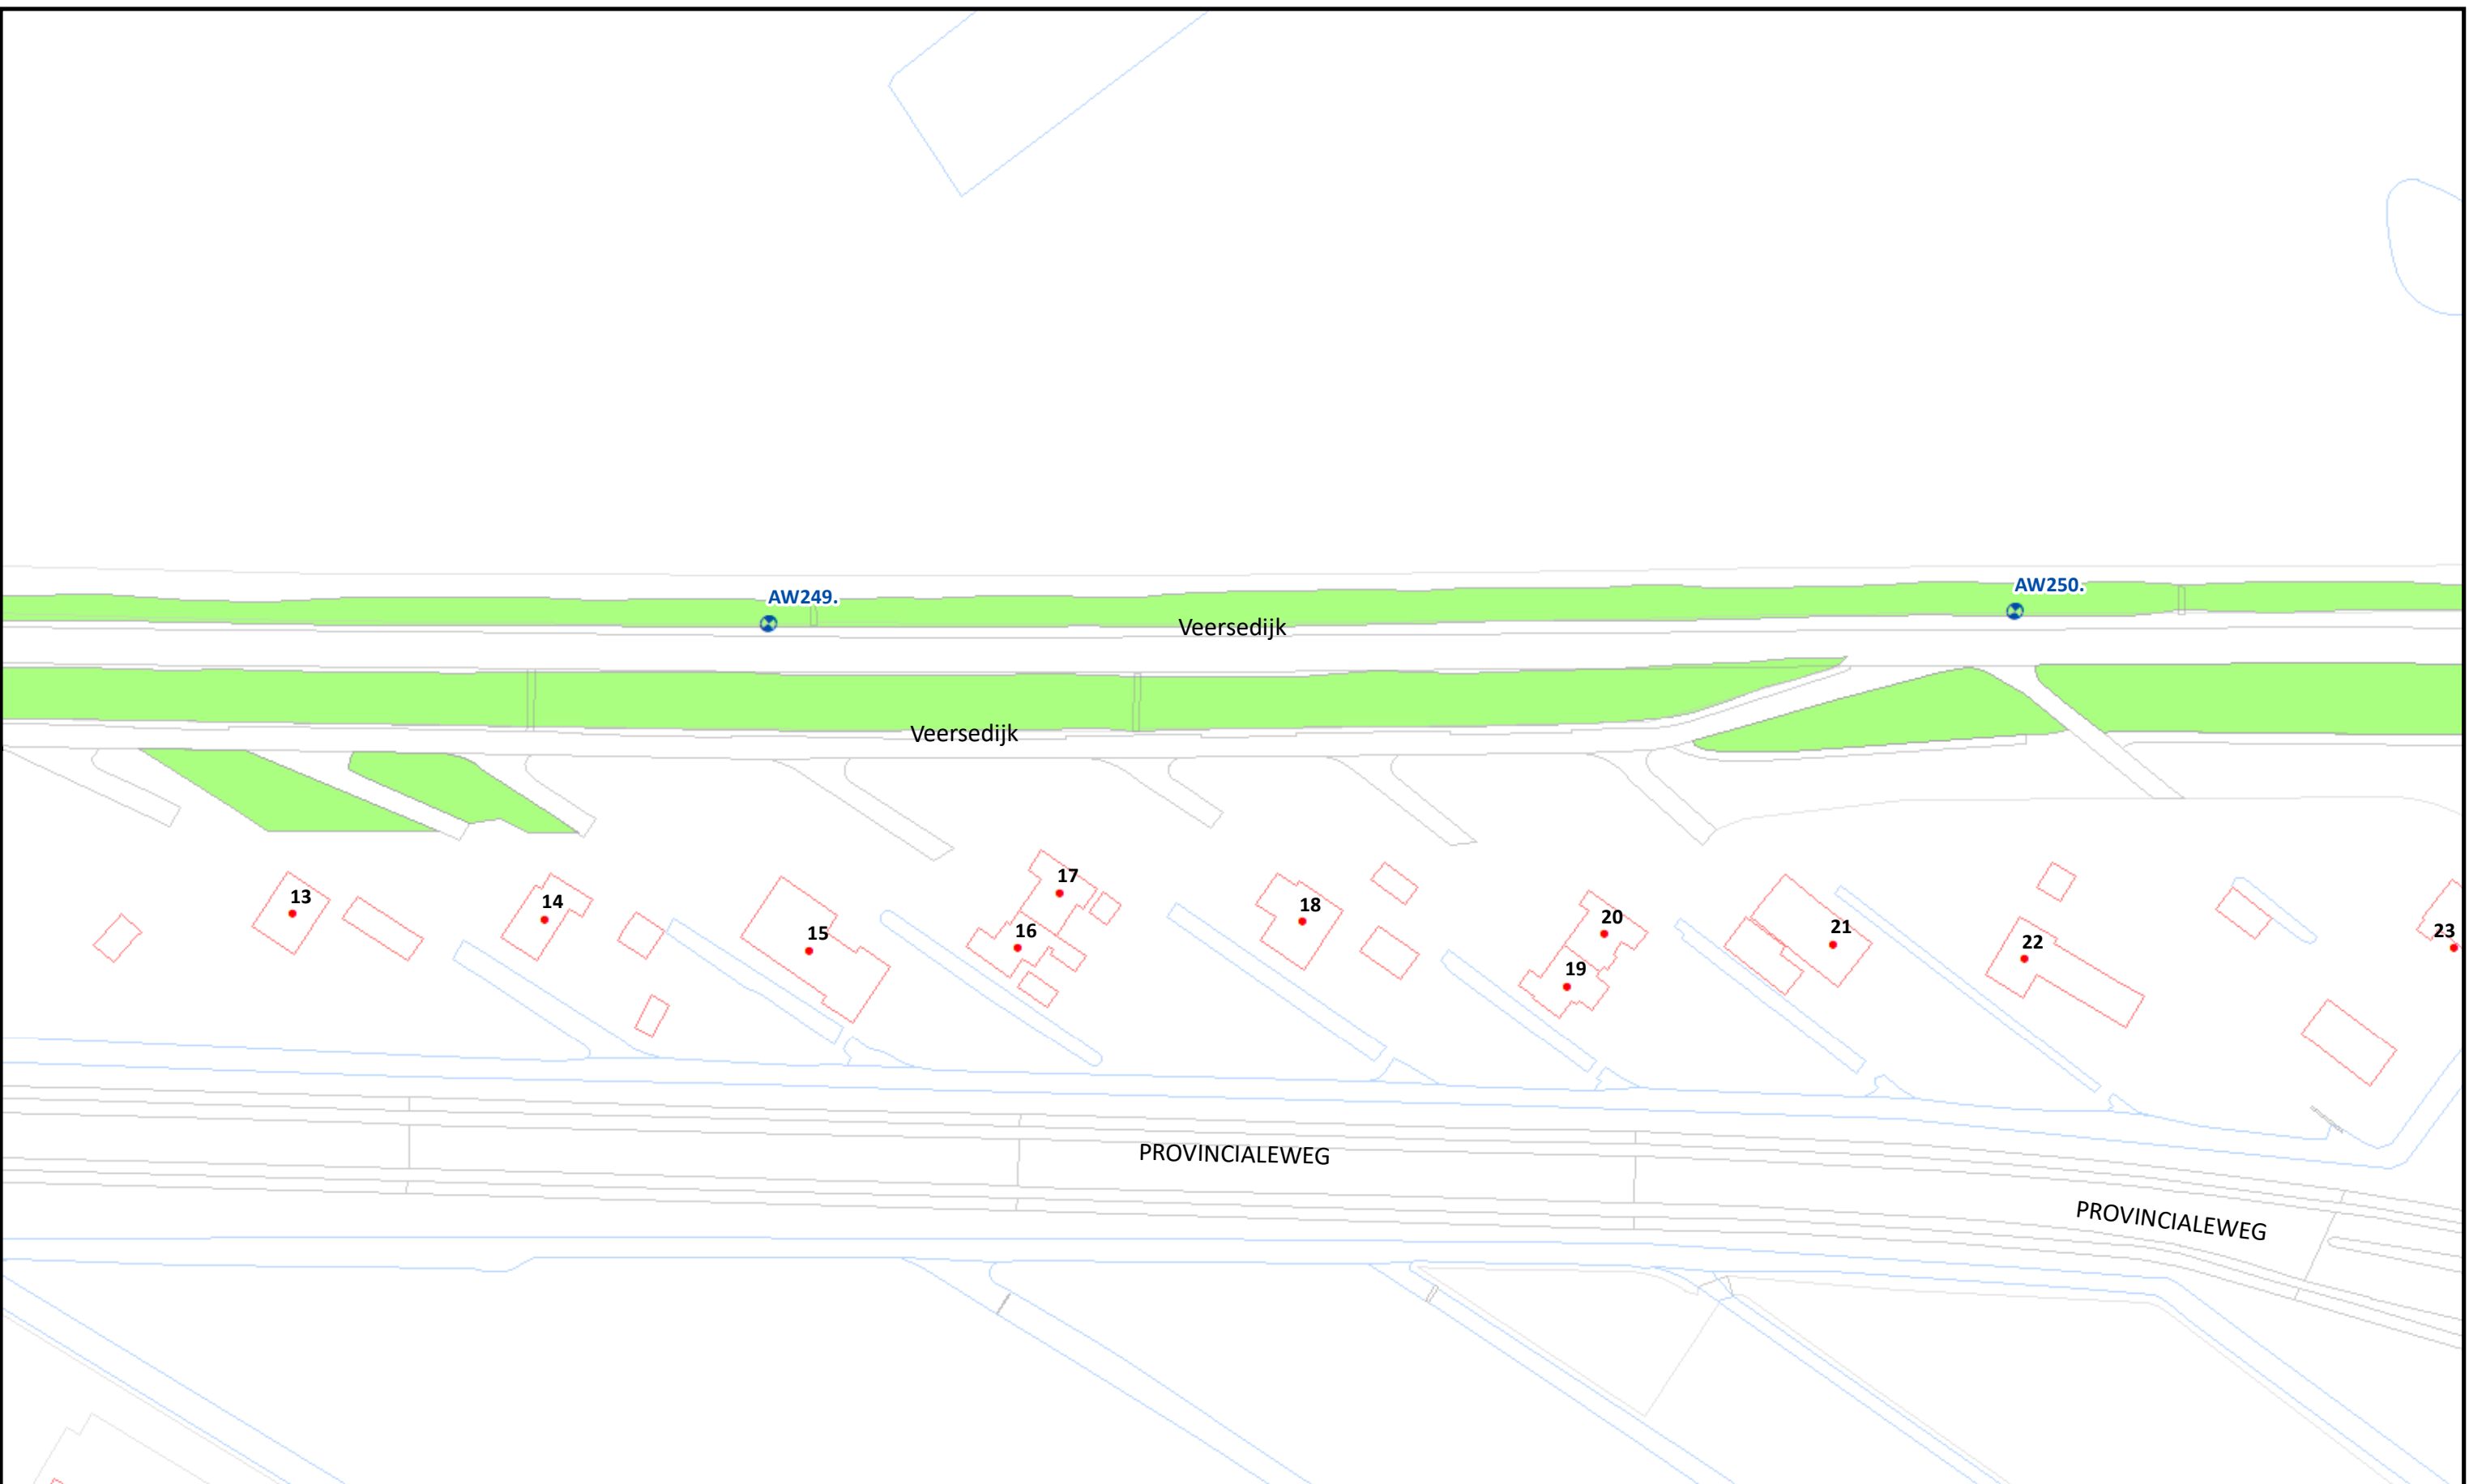 AW249.
AW250.
Veersedijk
Veersedijk
13
14
15
16
17
18
19
20
21
22
23
PROVINCIALEWEG
PROVINCIALEWEG